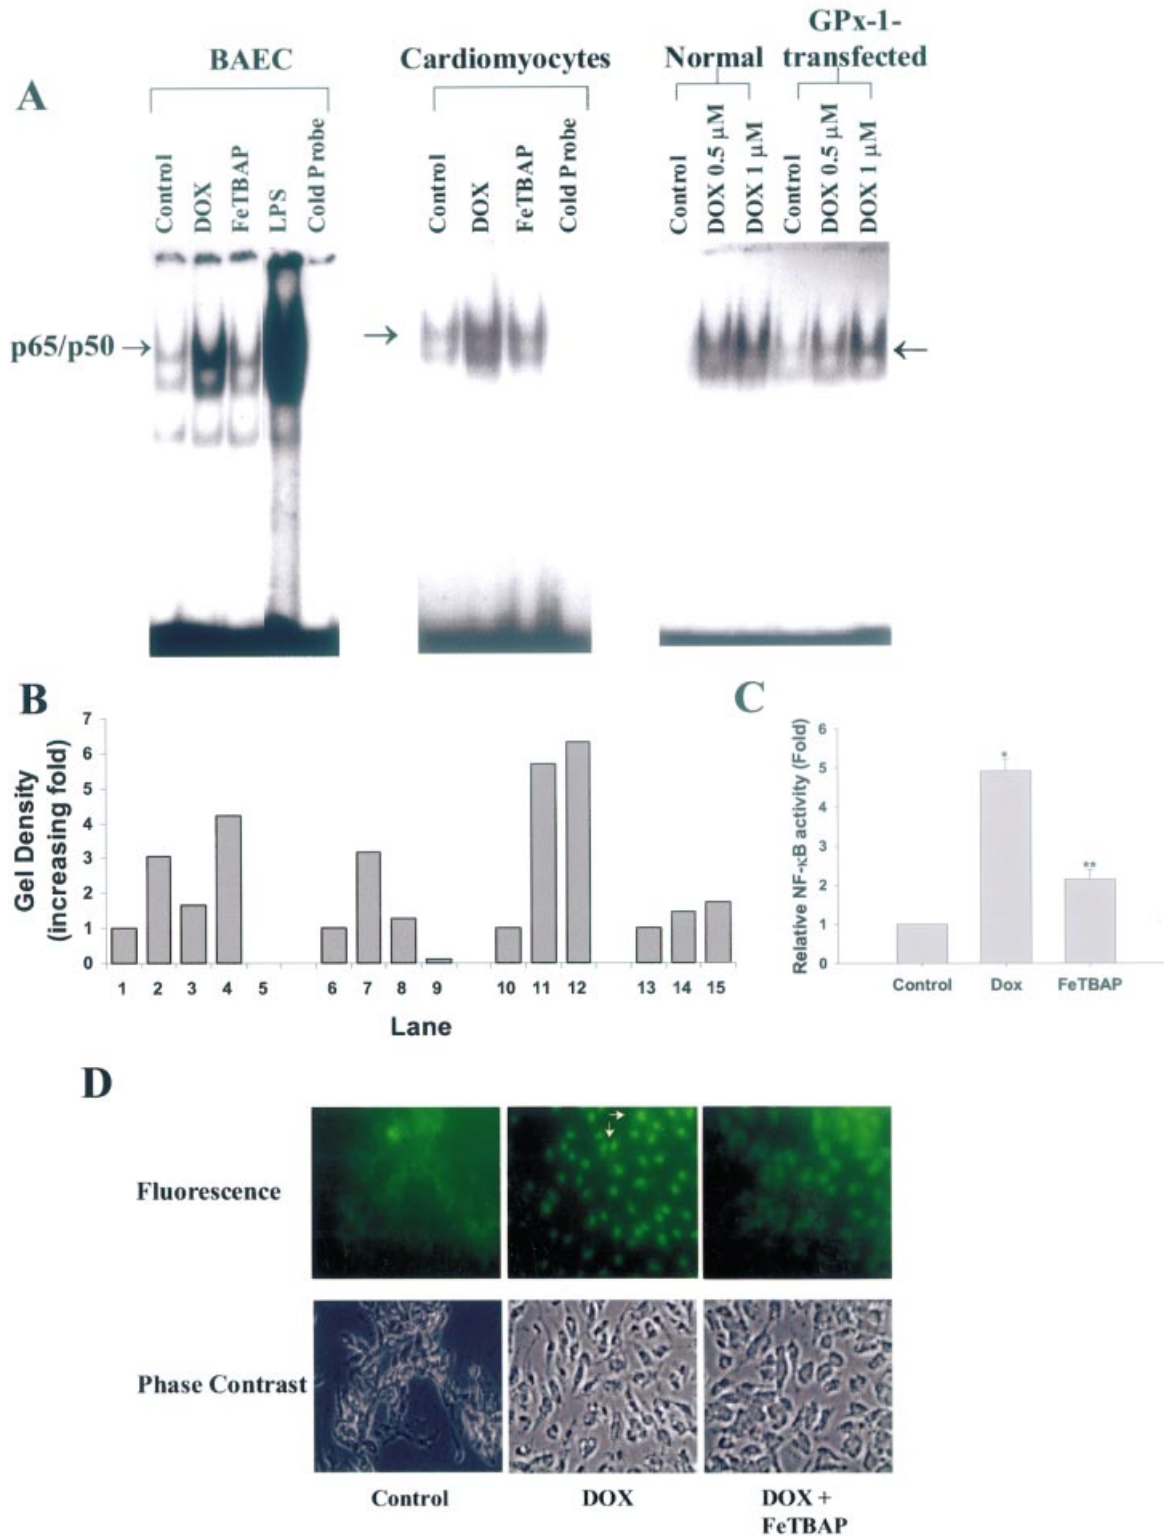 A
BAEC
Cardiomyocytes
Normal
GPx-1-
transfected
Control
DOX
FeTBAP
LPS
Cold Probe
Control
DOX
FeTBAP
Cold Probe
Control
DOX 0.5 μM
DOX 1 μM
Control
DOX 0.5 μM
DOX 1 μM
p65/p50 →
→
←
B
Gel Density
(increasing fold)
7
6
5
4
3
2
1
0
1 2 3 4 5 6 7 8 9 10 11 12 13 14 15
Lane
C
Relative NF-κB activity (Fold)
6
5
4
3
2
1
0
*
**
Control Dox FeTBAP
D
Fluorescence
Phase Contrast
Control
DOX
DOX +
FeTBAP